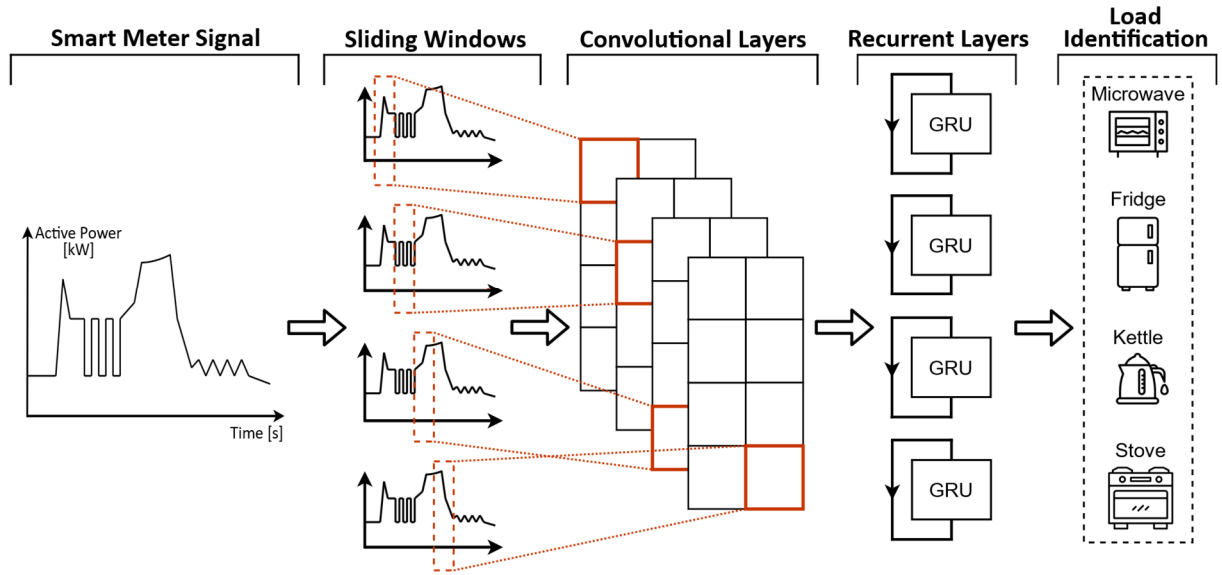 Smart Meter Signal
Sliding Windows
Convolutional Layers
Recurrent Layers
Load
Identification
Active Power
[kW]
Time [s]
GRU
GRU
GRU
GRU
Microwave
Fridge
Kettle
Stove